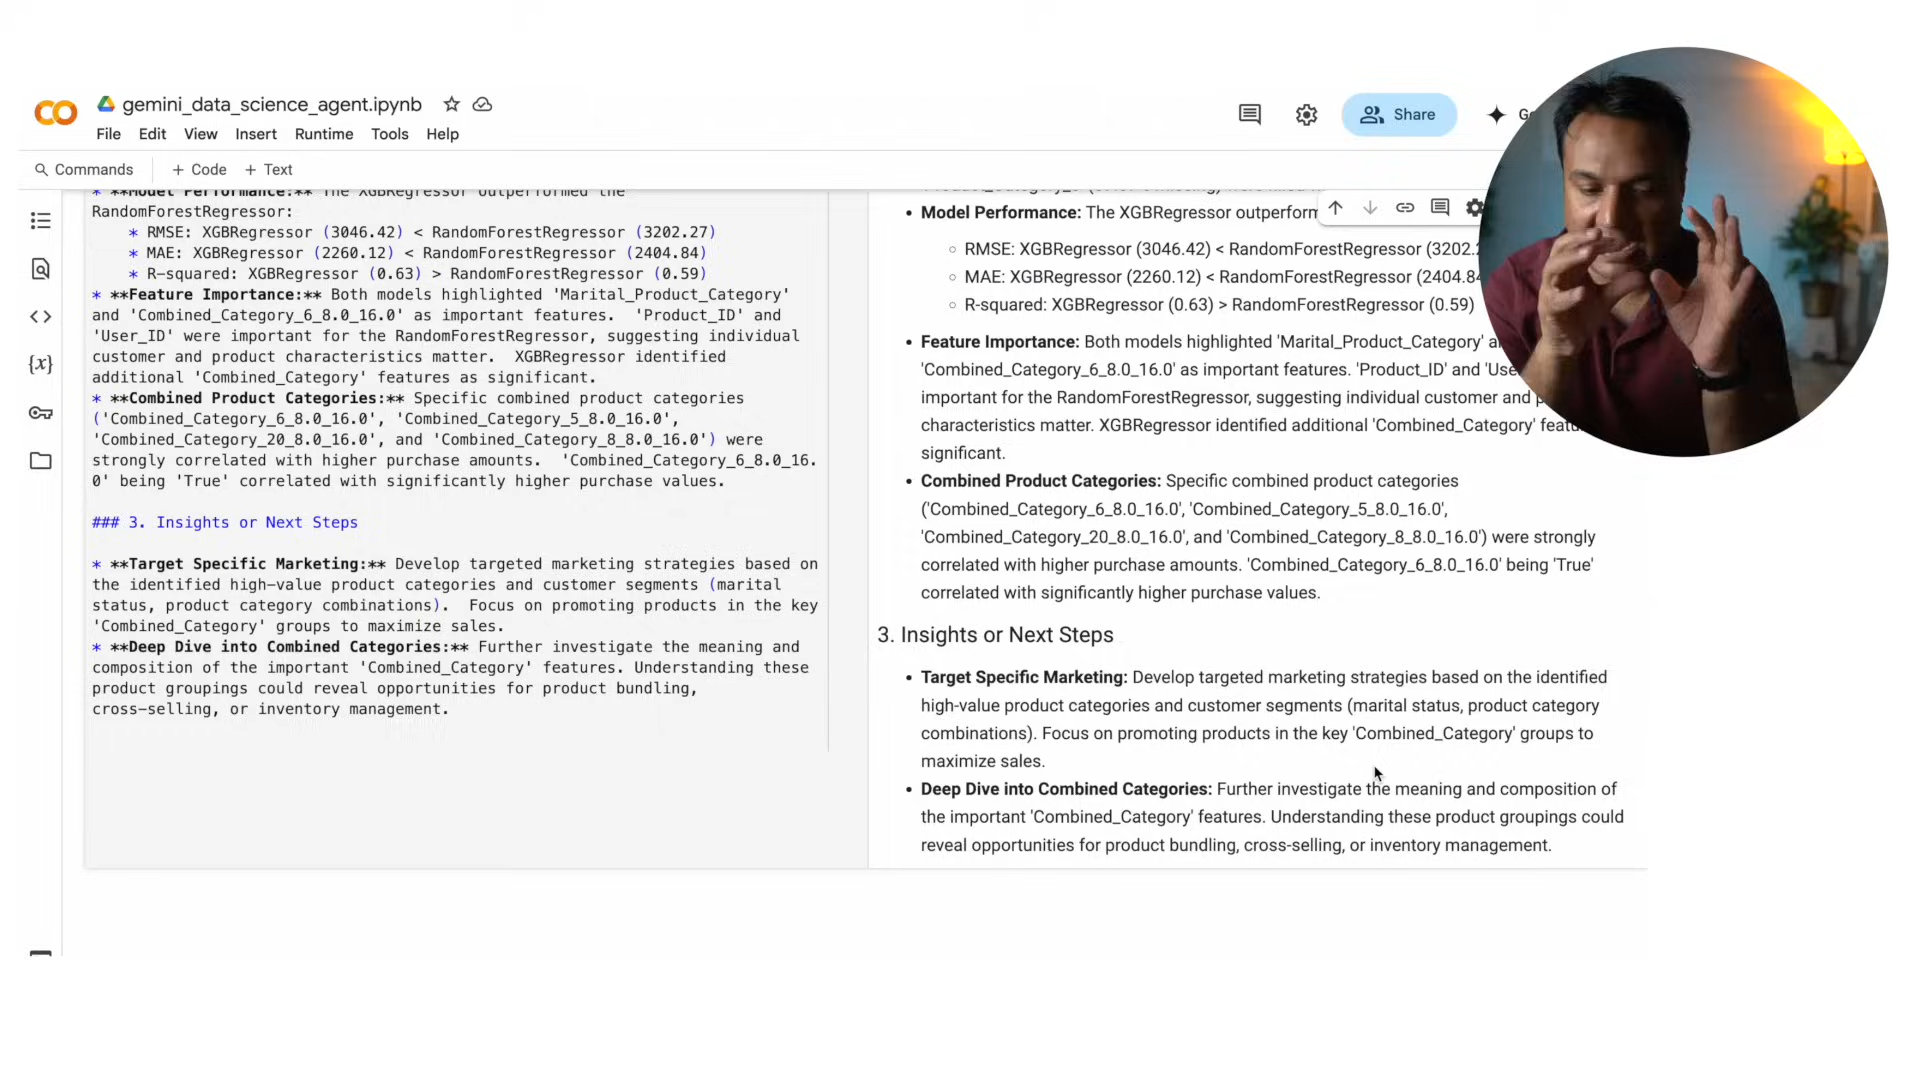 gemini_data_science_agent.ipynb
File Edit View Insert Runtime Tools Help
Share
Commands + Code + Text
* **Model Performance:** The XGBRegressor outperformed the
RandomForestRegressor:
* RMSE: XGBRegressor (3046.42) < RandomForestRegressor (3202.27)
* MAE: XGBRegressor (2260.12) < RandomForestRegressor (2404.84)
* R-squared: XGBRegressor (0.63) > RandomForestRegressor (0.59)
* **Feature Importance:** Both models highlighted 'Marital_Product_Category'
and 'Combined_Category_6_8.0_16.0' as important features. 'Product_ID' and
'User_ID' were important for the RandomForestRegressor, suggesting individual
customer and product characteristics matter. XGBRegressor identified
additional 'Combined_Category' features as significant.
* **Combined Product Categories:** Specific combined product categories
('Combined_Category_6_8.0_16.0', 'Combined_Category_5_8.0_16.0',
'Combined_Category_20_8.0_16.0', and 'Combined_Category_8_8.0_16.0') were
strongly correlated with higher purchase amounts. 'Combined_Category_6_8.0_16.
0' being 'True' correlated with significantly higher purchase values.
### 3. Insights or Next Steps
* **Target Specific Marketing:** Develop targeted marketing strategies based on
the identified high-value product categories and customer segments (marital
status, product category combinations). Focus on promoting products in the key
'Combined_Category' groups to maximize sales.
* **Deep Dive into Combined Categories:** Further investigate the meaning and
composition of the important 'Combined_Category' features. Understanding these
product groupings could reveal opportunities for product bundling,
cross-selling, or inventory management.
• Model Performance: The XGBRegressor outperform
RMSE: XGBRegressor (3046.42) < RandomForestRegressor (3202.2
MAE: XGBRegressor (2260.12) < RandomForestRegressor (2404.84
R-squared: XGBRegressor (0.63) > RandomForestRegressor (0.59)
• Feature Importance: Both models highlighted 'Marital_Product_Category'
'Combined_Category_6_8.0_16.0' as important features. 'Product_ID' and 'Use
important for the RandomForestRegressor, suggesting individual customer and
characteristics matter. XGBRegressor identified additional 'Combined_Category'
significant.
• Combined Product Categories: Specific combined product categories
('Combined_Category_6_8.0_16.0', 'Combined_Category_5_8.0_16.0',
'Combined_Category_20_8.0_16.0', and 'Combined_Category_8_8.0_16.0') were strongly
correlated with higher purchase amounts. 'Combined_Category_6_8.0_16.0' being 'True'
correlated with significantly higher purchase values.
3. Insights or Next Steps
• Target Specific Marketing: Develop targeted marketing strategies based on the identified
high-value product categories and customer segments (marital status, product category
combinations). Focus on promoting products in the key 'Combined_Category' groups to
maximize sales.
• Deep Dive into Combined Categories: Further investigate the meaning and composition of
the important 'Combined_Category' features. Understanding these product groupings could
reveal opportunities for product bundling, cross-selling, or inventory management.